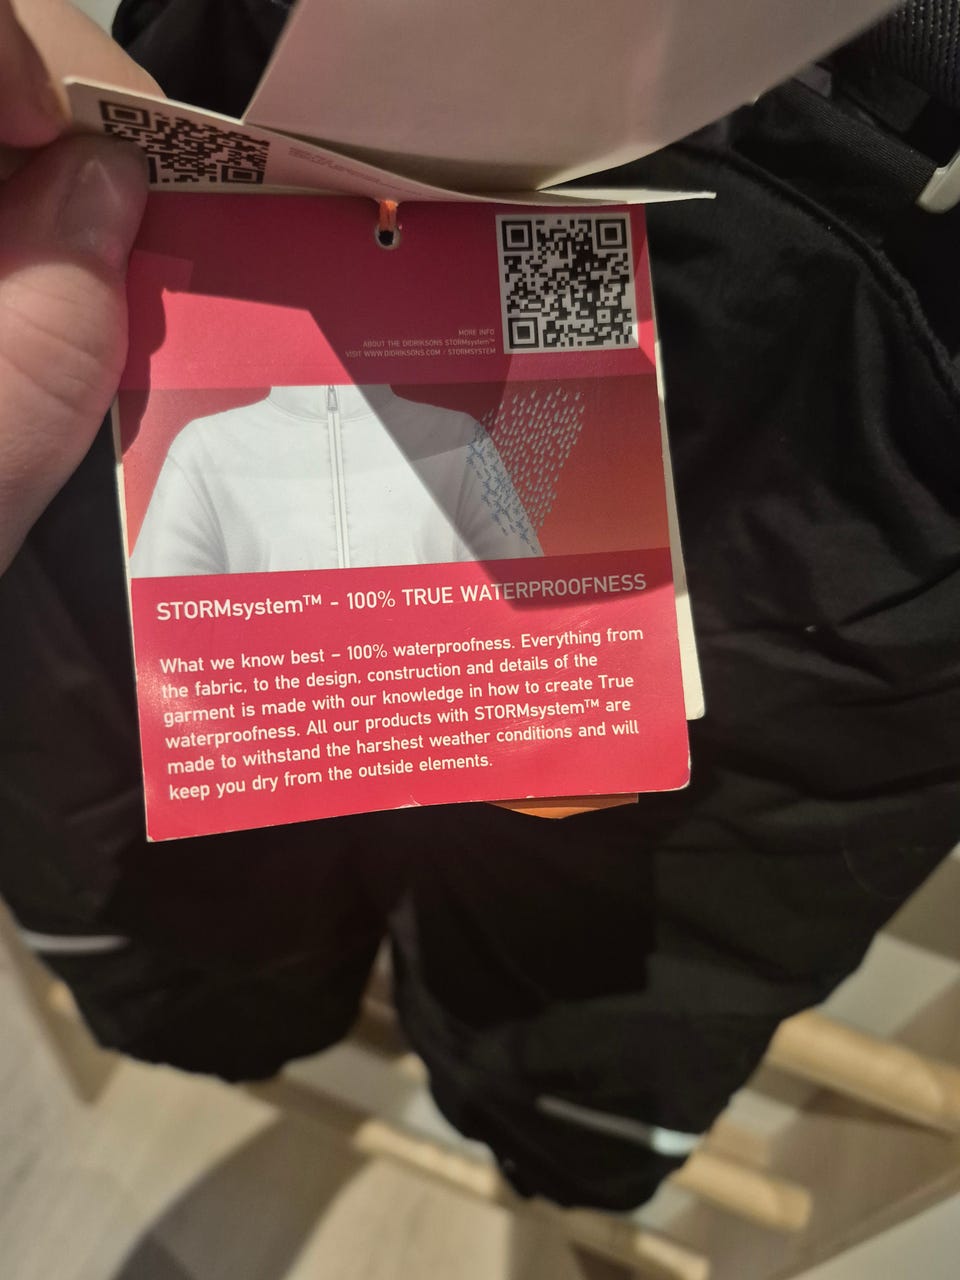 MORE INFO
ABOUT THE DIDRIKSONS STORMsystem™
VISIT WWW.DIDRIKSONS.COM / STORMSYSTEM
STORMsystem™ - 100% TRUE WATERPROOFNESS
What we know best – 100% waterproofness. Everything from
the fabric, to the design, construction and details of the
garment is made with our knowledge in how to create True
waterproofness. All our products with STORMsystem™ are
made to withstand the harshest weather conditions and will
keep you dry from the outside elements.